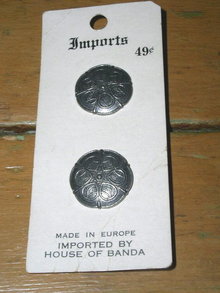 Imports
49¢
MADE IN EUROPE
IMPORTED BY
HOUSE OF BANDA